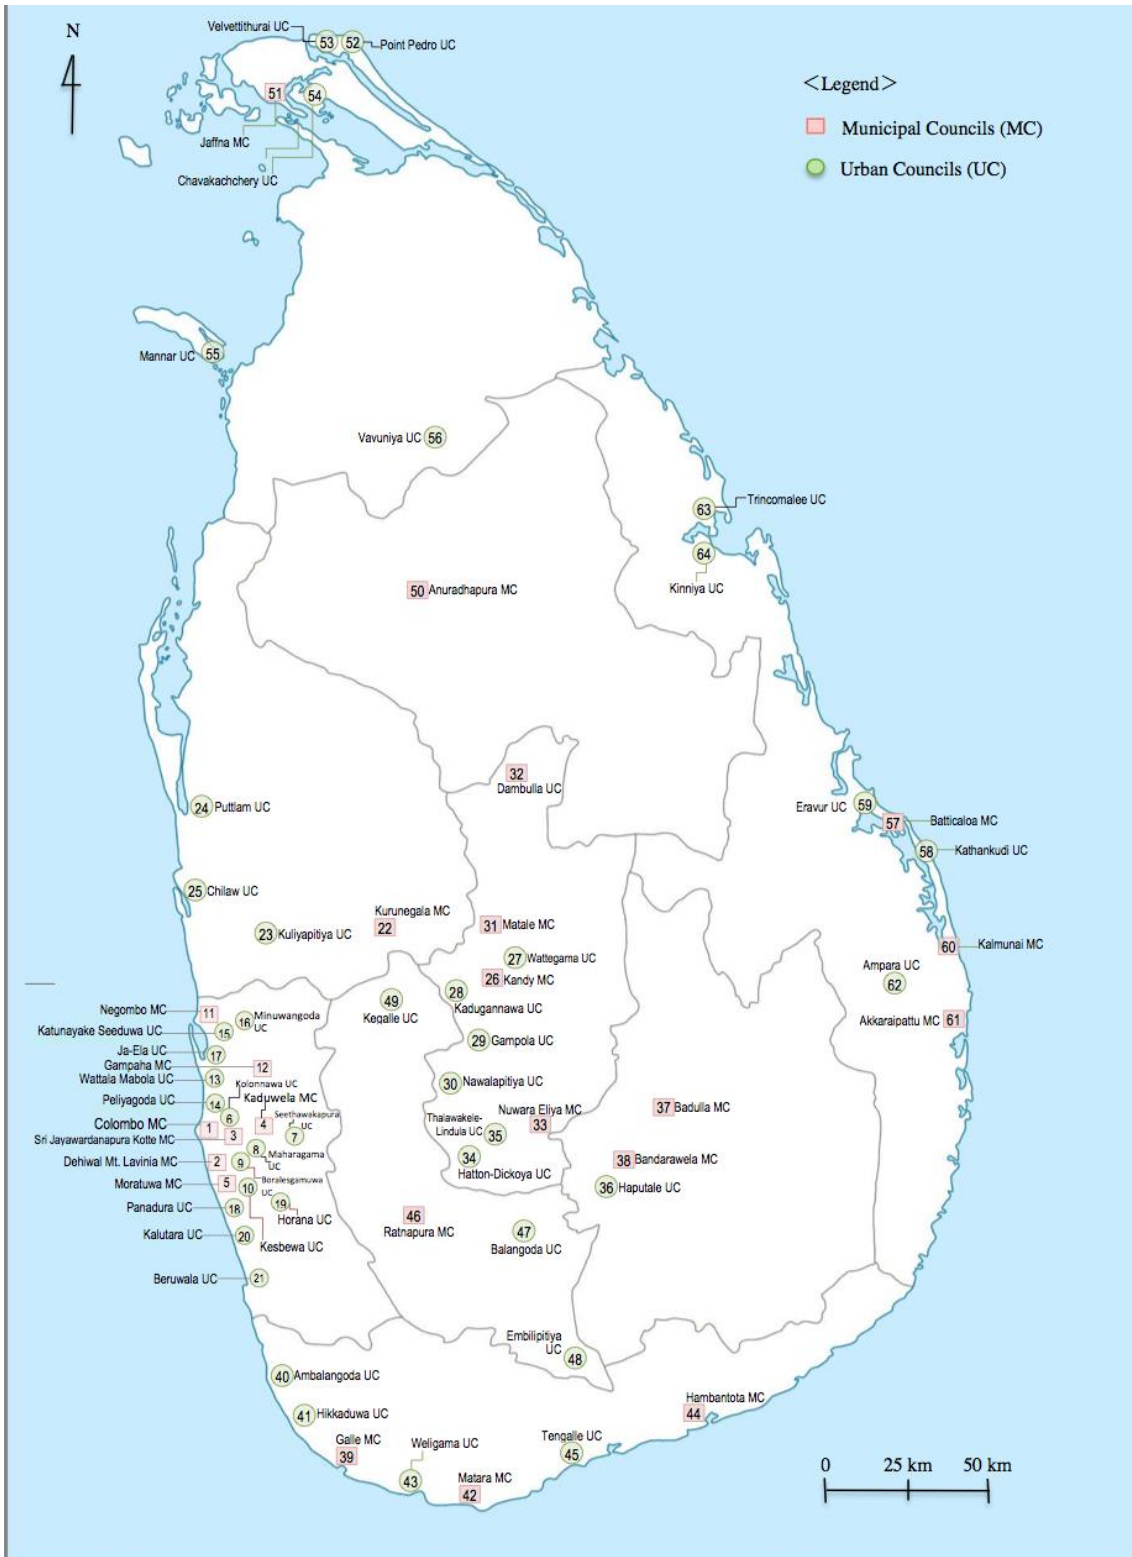 N
Velvettithurai UC
53
52
Point Pedro UC
<Legend>
51
54
Municipal Councils (MC)
Jaffna MC
Urban Councils (UC)
Chavakachchery UC
Mannar UC
55
Vavuniya UC
56
Trincomalee UC
63
64
Kinniya UC
50
Anuradhapura MC
32
Dambulla UC
24
Puttlam UC
Eravur UC
59
57
Batticaloa MC
58
Kathankudi UC
25
Chilaw UC
Kurunegala MC
22
23
Kuliyapitiya UC
31
Matale MC
27
Wattegama UC
26
Kandy MC
28
Kadugannawa UC
60
Kalmunai MC
Ampara UC
62
Akkaraipattu MC
61
49
Kegalle UC
29
Gampola UC
30
Nawalapitiya UC
Negombo MC
11
16
Minuwangoda
UC
Katunayake Seeduwa UC
15
Ja-Ela UC
17
Gampaha MC
12
Wattala Mabola UC
13
Kolonnawa UC
Kaduwela MC
Peliyagoda UC
14
6
Seethawakapura
UC
Colombo MC
1
4
7
Sri Jayawardanapura Kotte MC
3
8
Maharagama
UC
Dehiwal Mt. Lavinia MC
2
9
Boralesgamuwa
UC
Moratuwa MC
5
10
Panadura UC
18
19
Horana UC
Kalutara UC
20
Kesbewa UC
Beruwala UC
21
Nuwara Eliya MC
33
Thalawakele-
Lindula UC
35
34
Hatton-Dickoya UC
37
Badulla MC
38
Bandarawela MC
36
Haputale UC
46
Ratnapura MC
47
Balangoda UC
Embilipitiya
UC
48
40
Ambalangoda UC
41
Hikkaduwa UC
Galle MC
39
Weligama UC
43
Matara MC
42
Tengalle UC
45
Hambantota MC
44
0 25 km 50 km